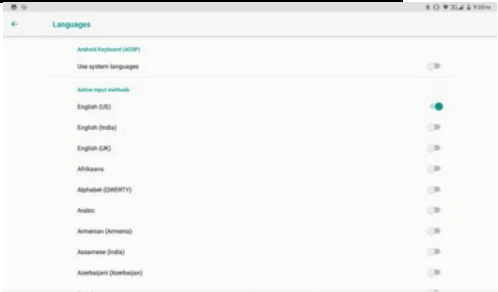 Languages
Android Keyboard (AOSP)
Use system languages
Active input methods
English (US)
English (India)
English (UK)
Afrikaans
Alphabet (QWERTY)
Arabic
Armenian (Armenia)
Assamese (India)
Azerbaijani (Azerbaijan)